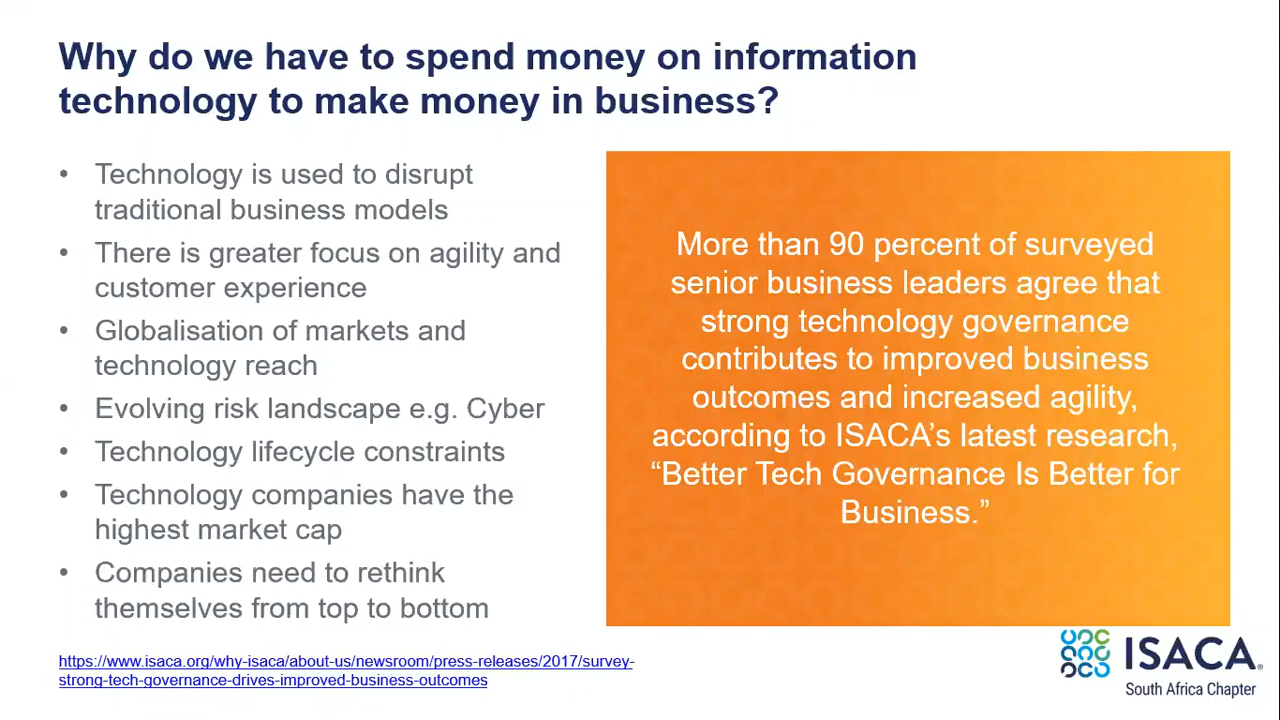 Why do we have to spend money on information
technology to make money in business?
• Technology is used to disrupt
traditional business models
• There is greater focus on agility and
customer experience
• Globalisation of markets and
technology reach
• Evolving risk landscape e.g. Cyber
• Technology lifecycle constraints
• Technology companies have the
highest market cap
• Companies need to rethink
themselves from top to bottom
More than 90 percent of surveyed
senior business leaders agree that
strong technology governance
contributes to improved business
outcomes and increased agility,
according to ISACA’s latest research,
“Better Tech Governance Is Better for
Business.”
https://www.isaca.org/why-isaca/about-us/newsroom/press-releases/2017/survey-
strong-tech-governance-drives-improved-business-outcomes
ISACA®
South Africa Chapter